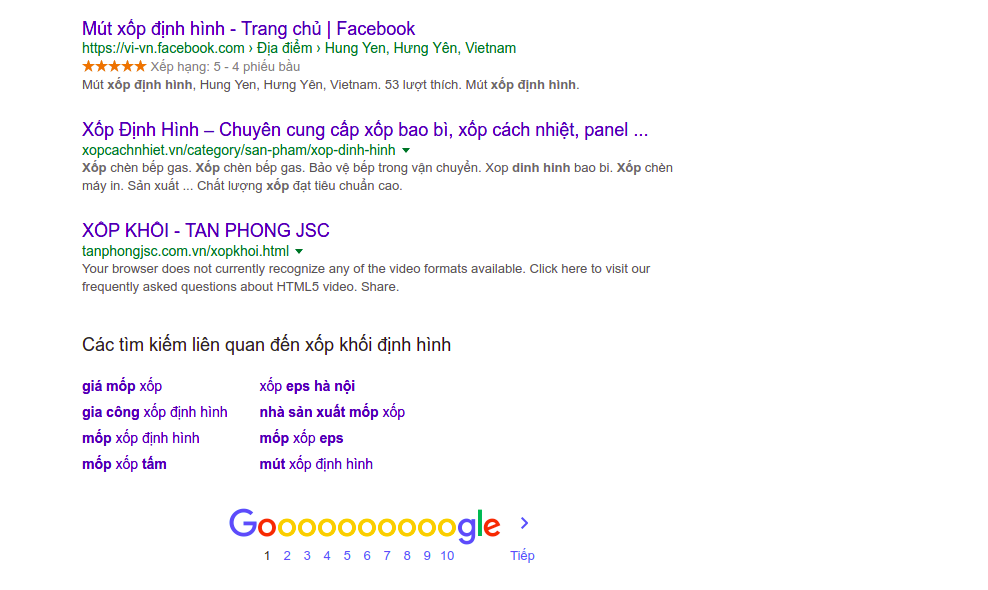 Mút xốp định hình - Trang chủ | Facebook
https://vi-vn.facebook.com › Địa điểm › Hung Yen, Hưng Yên, Vietnam
Xếp hạng: 5 - 4 phiếu bầu
Mút xốp định hình, Hung Yen, Hưng Yên, Vietnam. 53 lượt thích. Mút xốp định hình.
Xốp Định Hình – Chuyên cung cấp xốp bao bì, xốp cách nhiệt, panel ...
xopcachnhiet.vn/category/san-pham/xop-dinh-hinh
Xốp chèn bếp gas. Xốp chèn bếp gas. Bảo vệ bếp trong vận chuyển. Xop dinh hinh bao bi. Xốp chèn
máy in. Sản xuất ... Chất lượng xốp đạt tiêu chuẩn cao.
XỐP KHỐI - TAN PHONG JSC
tanphongjsc.com.vn/xopkhoi.html
Your browser does not currently recognize any of the video formats available. Click here to visit our
frequently asked questions about HTML5 video. Share.
Các tìm kiếm liên quan đến xốp khối định hình
giá mốp xốp
xốp eps hà nội
gia công xốp định hình
nhà sản xuất mốp xốp
mốp xốp định hình
mốp xốp eps
mốp xốp tấm
mút xốp định hình
Goooooooooogle
1 2 3 4 5 6 7 8 9 10 Tiếp